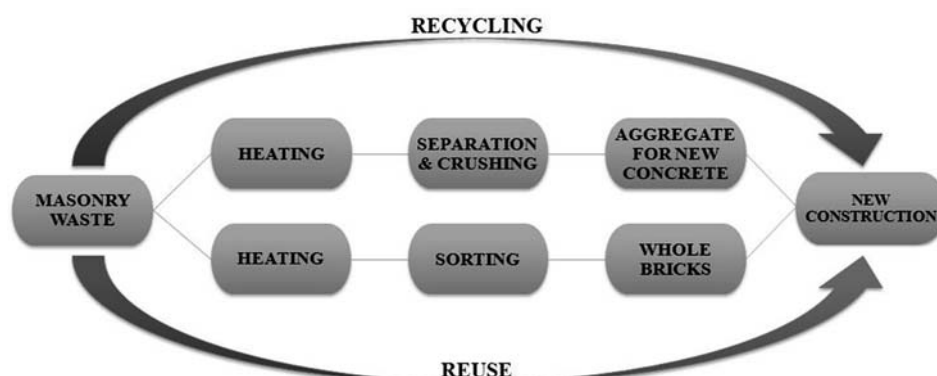 RECYCLING
HEATING
SEPARATION
& CRUSHING
AGGREGATE
FOR NEW
CONCRETE
MASONRY
WASTE
NEW
CONSTRUCTION
HEATING
SORTING
WHOLE
BRICKS
REUSE